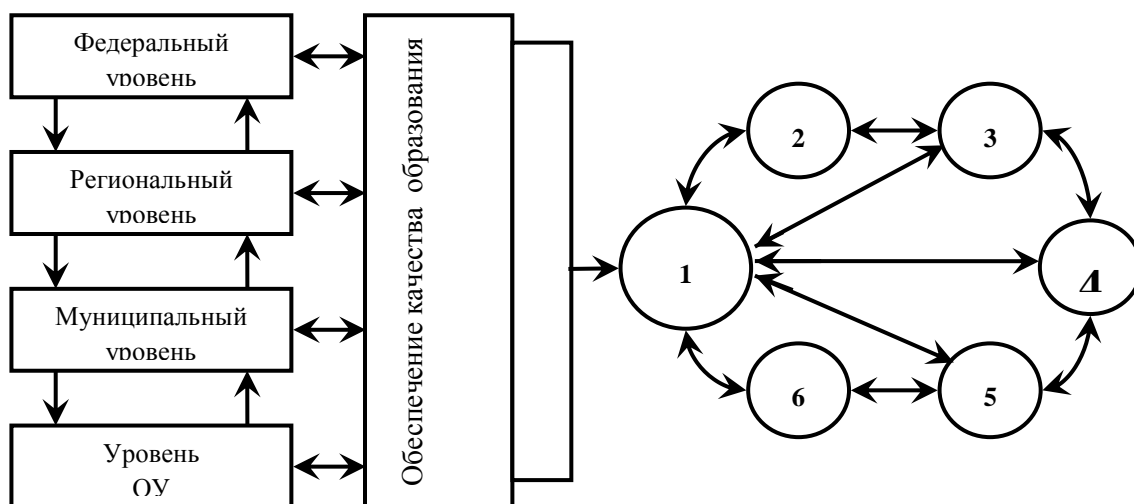 Федеральный
уровень
Региональный
уровень
Муниципальный
уровень
Уровень
ОУ
Обеспечение качества образования
1
2
3
4
5
6